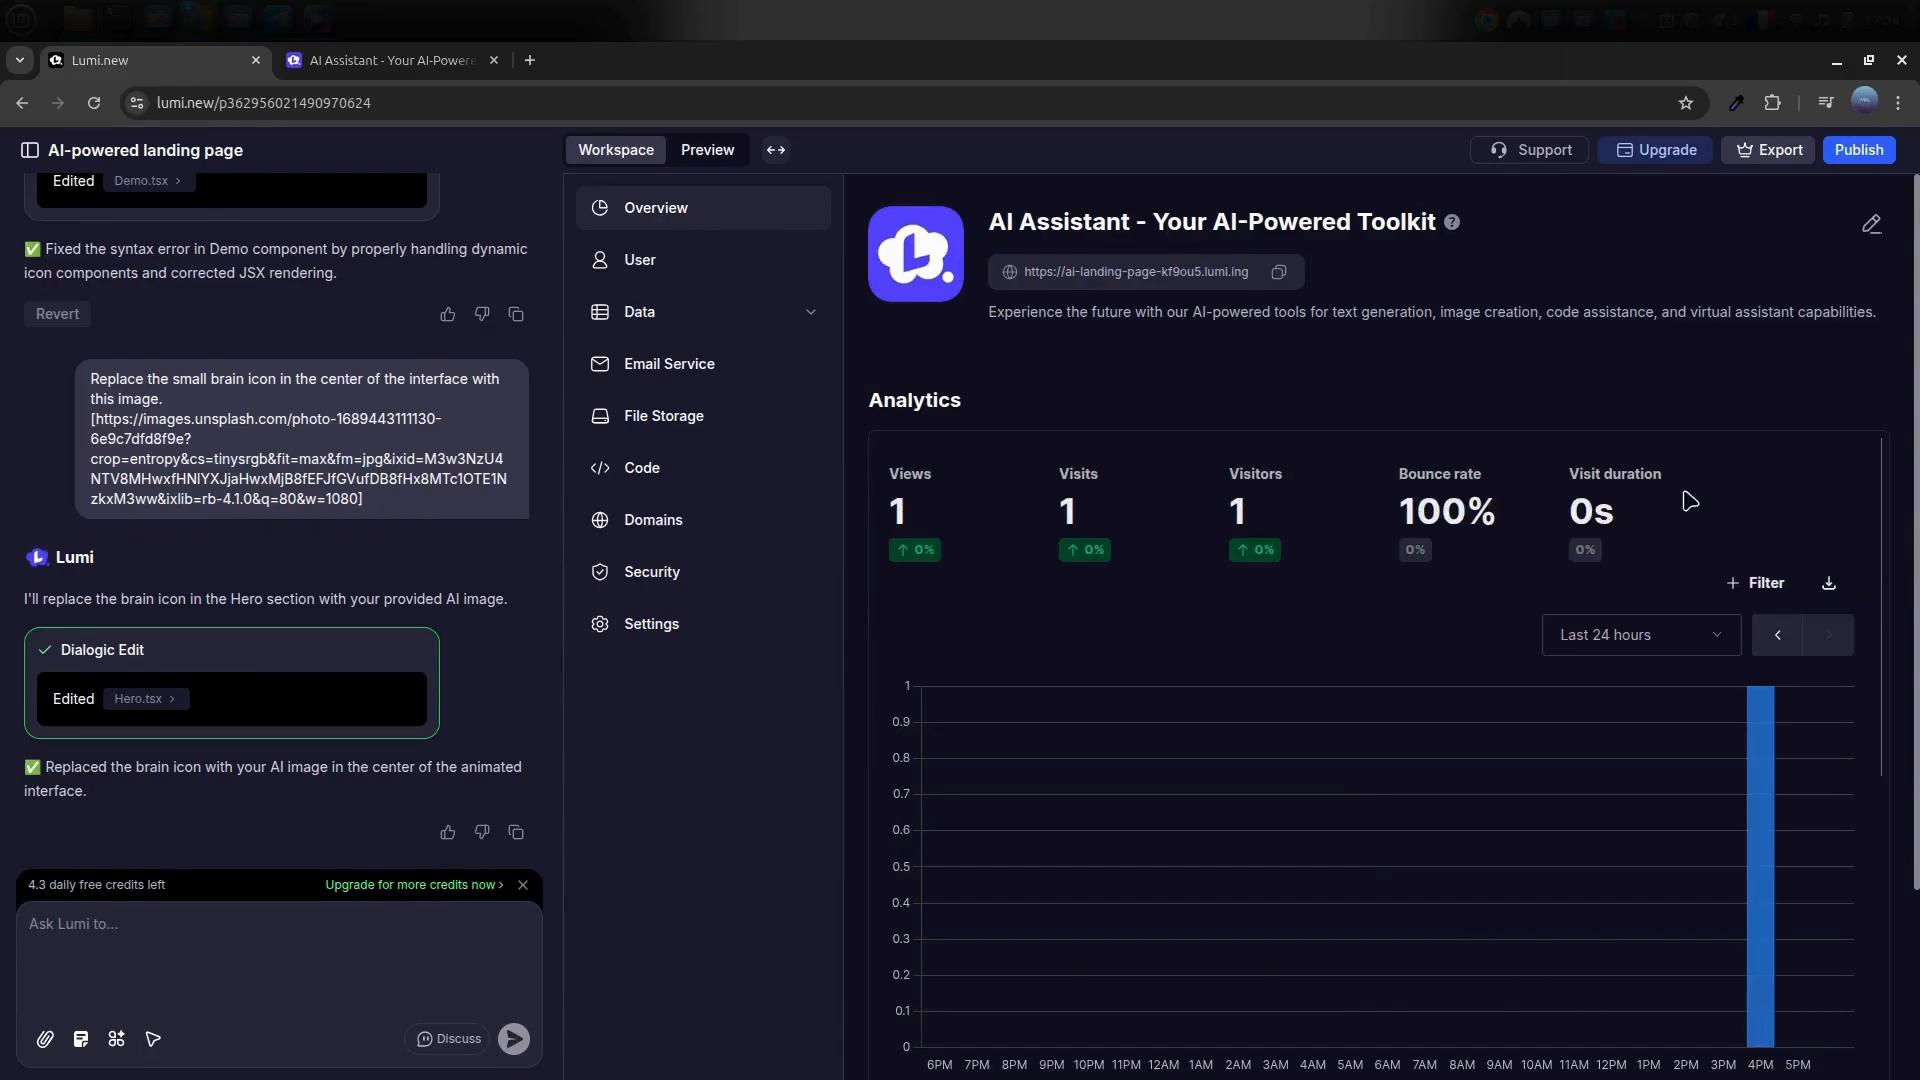 Lumi.new
AI Assistant - Your AI-Powere
lumi.new/p362956021490970624
AI-powered landing page
Workspace
Preview
Support
Upgrade
Export
Publish
Edited
Demo.tsx >
✅ Fixed the syntax error in Demo component by properly handling dynamic
icon components and corrected JSX rendering.
Revert
Replace the small brain icon in the center of the interface with
this image.
[https://images.unsplash.com/photo-1689443111130-
6e9c7dfd8f9e?
crop=entropy&cs=tinysrgb&fit=max&fm=jpg&ixid=M3w3NzU4
NTV8MHwxfHNlYXJjaHwxMjB8fEFJfGVufDB8fHx8MTc1OTE1N
zkxM3ww&ixlib=rb-4.1.0&q=80&w=1080]
Lumi
I'll replace the brain icon in the Hero section with your provided AI image.
Dialogic Edit
Edited
Hero.tsx >
✅ Replaced the brain icon with your AI image in the center of the animated
interface.
4.3 daily free credits left
Upgrade for more credits now >
Ask Lumi to...
Discuss
Overview
User
Data
Email Service
File Storage
Code
Domains
Security
Settings
AI Assistant - Your AI-Powered Toolkit
https://ai-landing-page-kf9ou5.lumi.ing
Experience the future with our AI-powered tools for text generation, image creation, code assistance, and virtual assistant capabilities.
Analytics
Views
1
↑ 0%
Visits
1
↑ 0%
Visitors
1
↑ 0%
Bounce rate
100%
0%
Visit duration
0s
0%
+ Filter
Last 24 hours
1
0.9
0.8
0.7
0.6
0.5
0.4
0.3
0.2
0.1
0
6PM 7PM 8PM 9PM 10PM 11PM 12AM 1AM 2AM 3AM 4AM 5AM 6AM 7AM 8AM 9AM 10AM 11AM 12PM 1PM 2PM 3PM 4PM 5PM